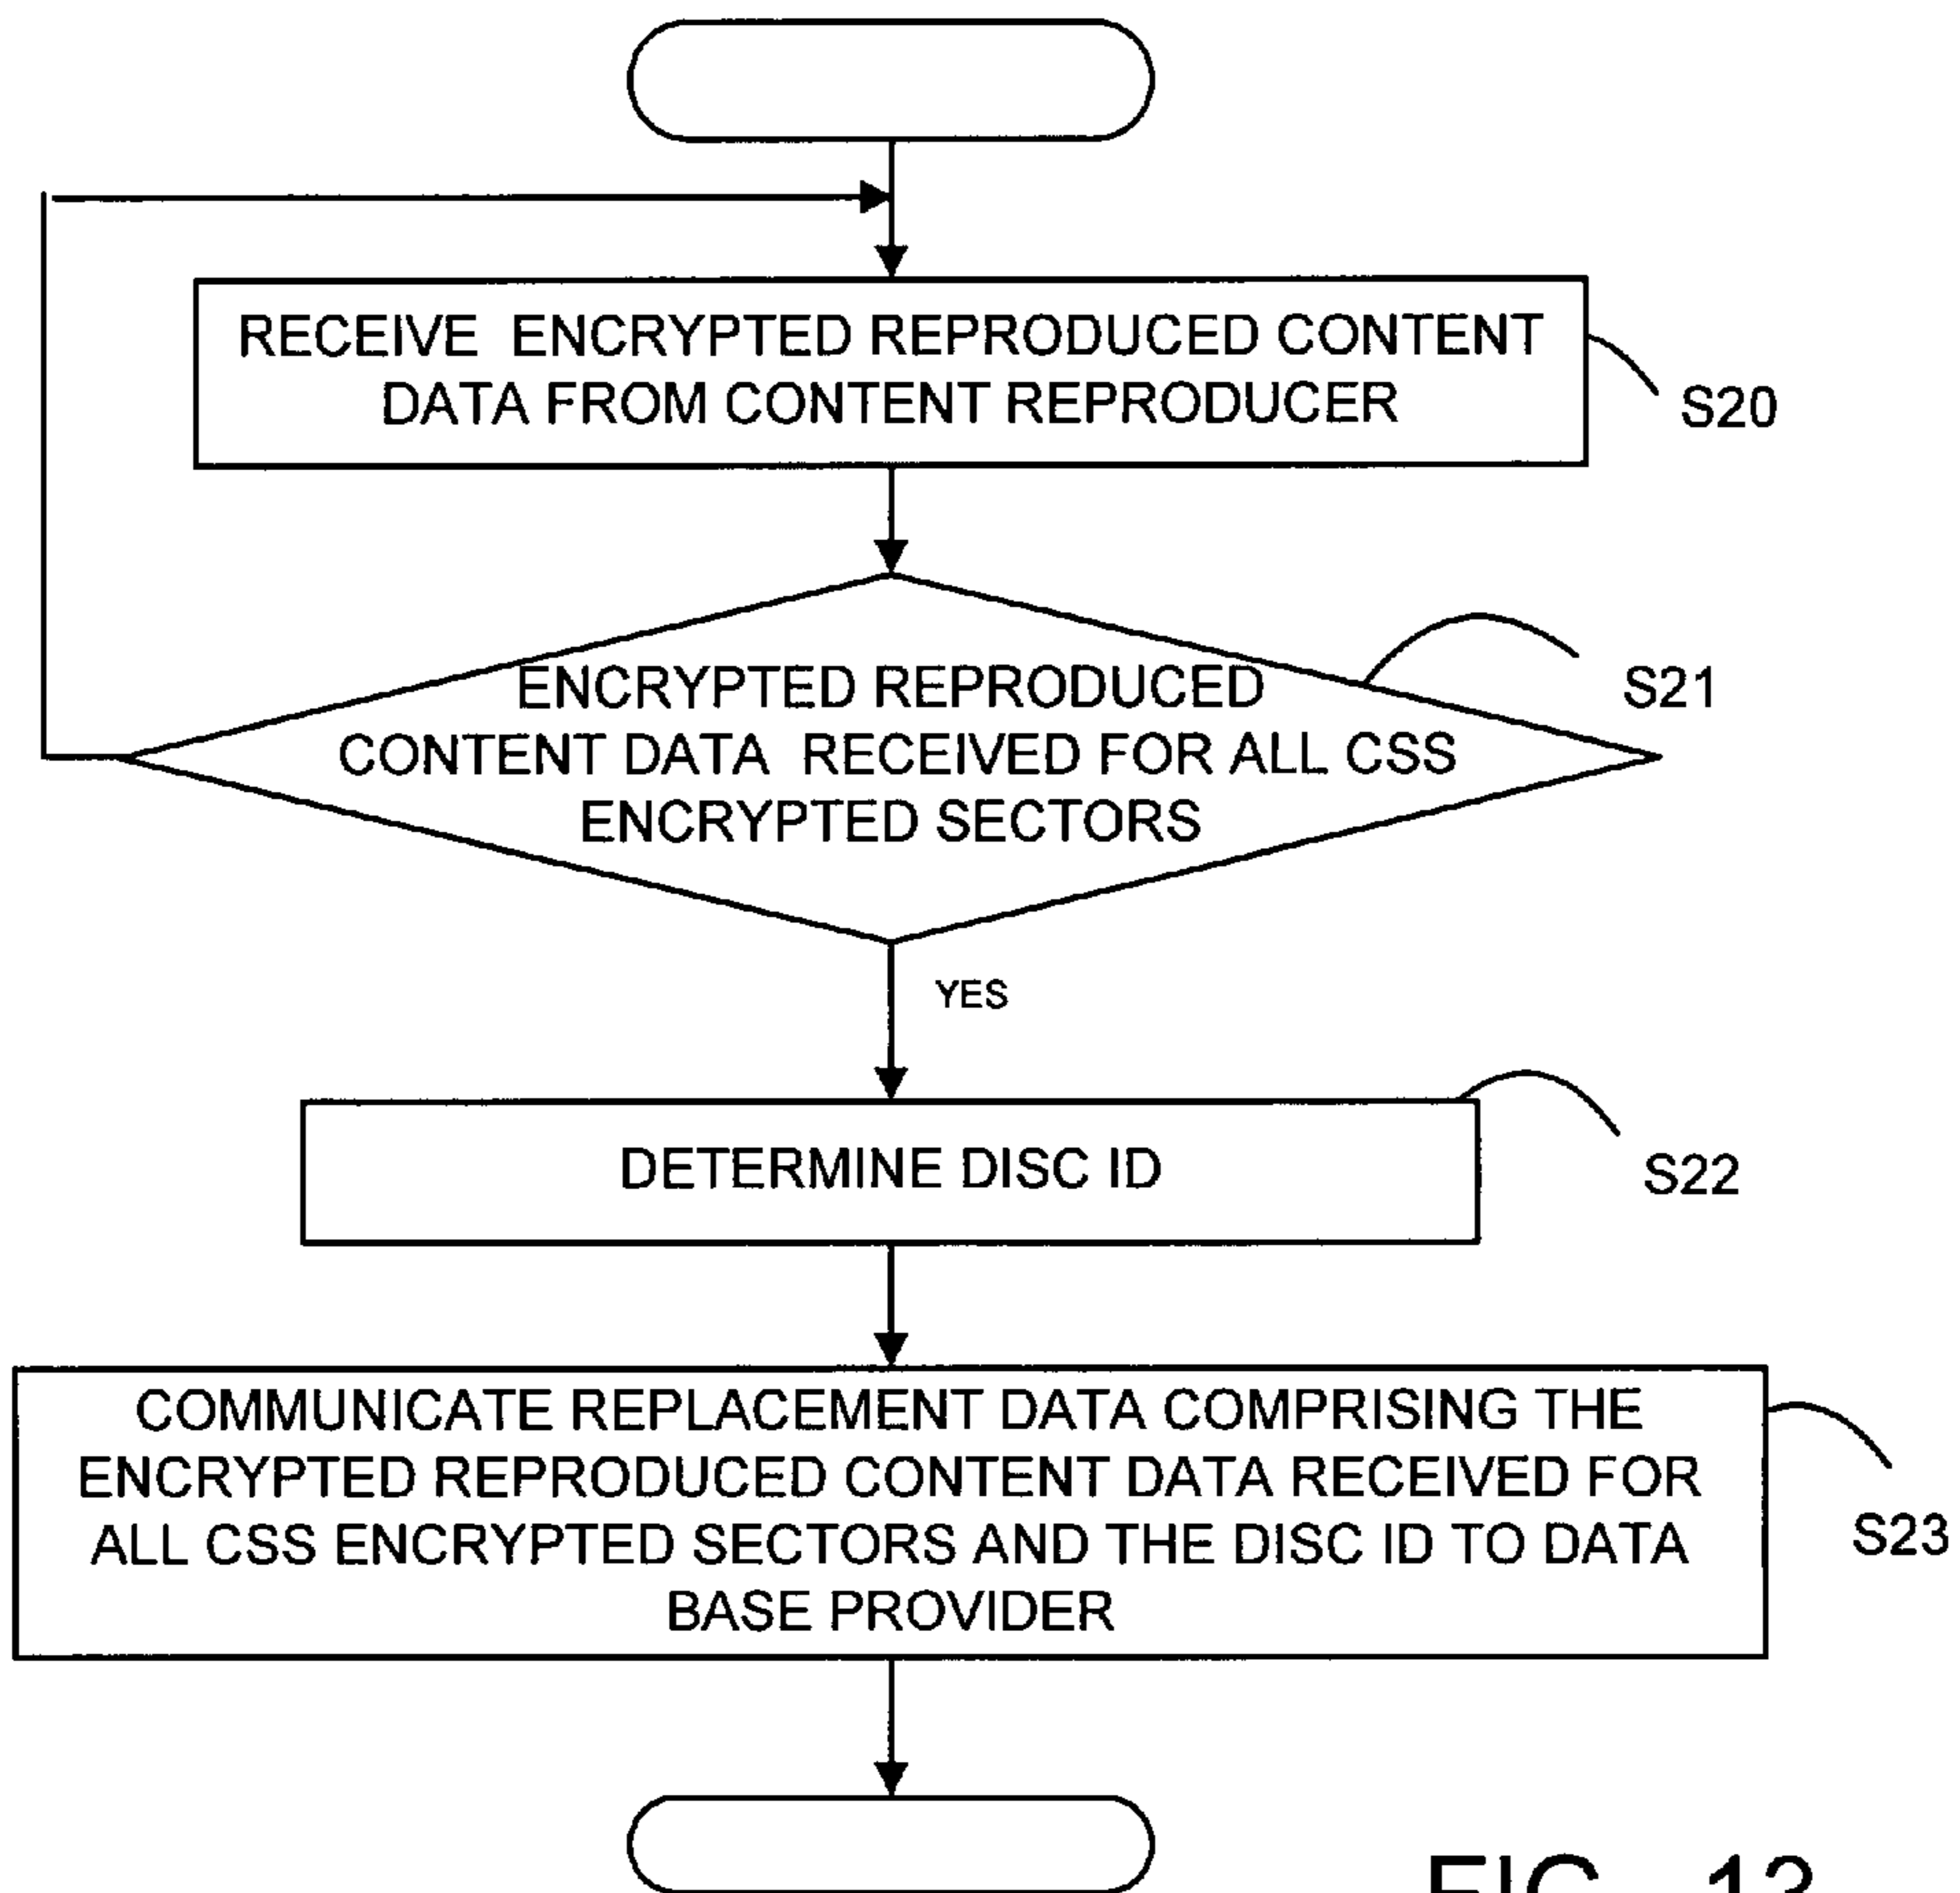 RECEIVE ENCRYPTED REPRODUCED CONTENT
DATA FROM CONTENT REPRODUCER
S20
ENCRYPTED REPRODUCED
CONTENT DATA RECEIVED FOR ALL CSS
ENCRYPTED SECTORS
S21
YES
DETERMINE DISC ID
S22
COMMUNICATE REPLACEMENT DATA COMPRISING THE
ENCRYPTED REPRODUCED CONTENT DATA RECEIVED FOR
ALL CSS ENCRYPTED SECTORS AND THE DISC ID TO DATA
BASE PROVIDER
S23
FIG.